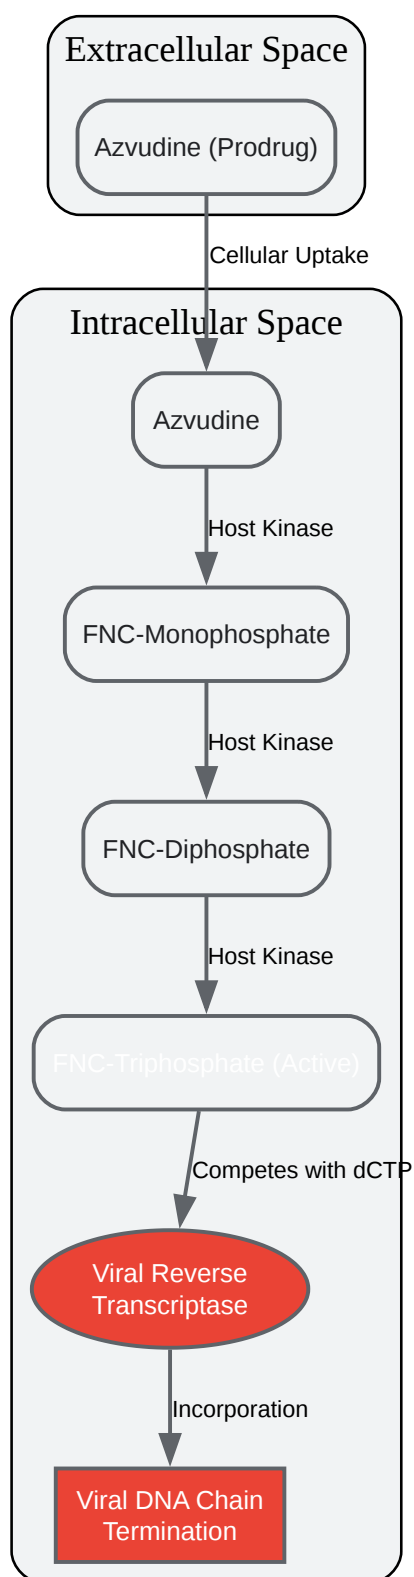 Extracellular Space
Azvudine (Prodrug)
Cellular Uptake
Intracellular Space
Azvudine
Host Kinase
FNC-Monophosphate
Host Kinase
FNC-Diphosphate
Host Kinase
FNC-Triphosphate (Active)
Competes with dCTP
Viral Reverse
Transcriptase
Incorporation
Viral DNA Chain
Termination